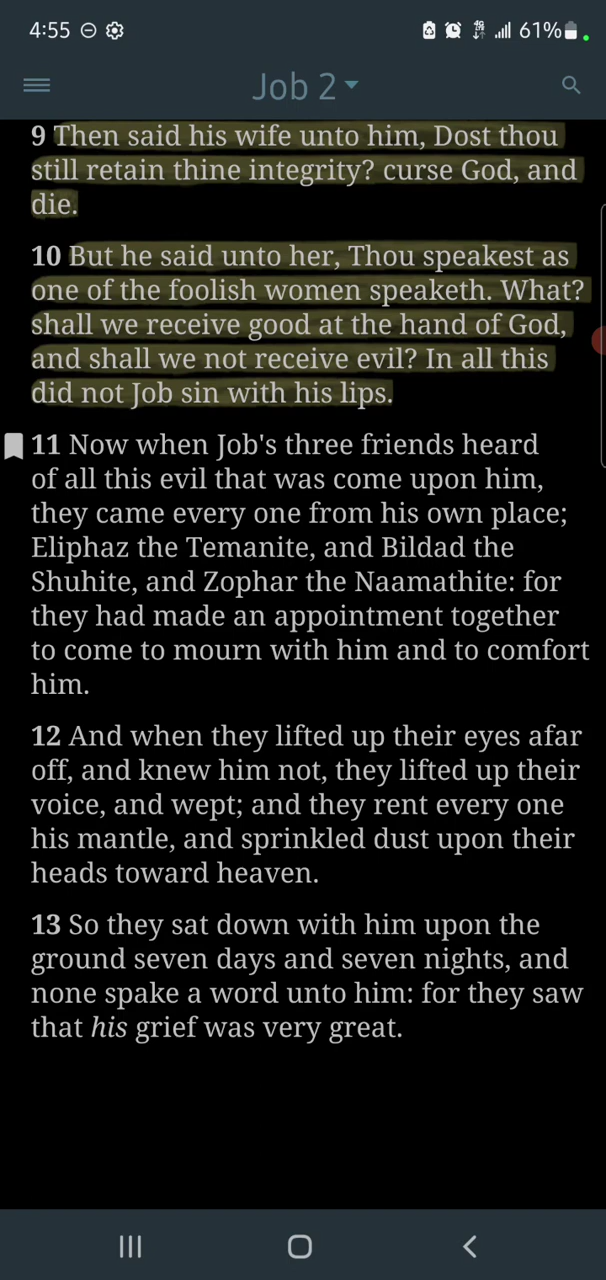 4:55 4G 61%
Job 2
9 Then said his wife unto him, Dost thou
still retain thine integrity? curse God, and
die.
10 But he said unto her, Thou speakest as
one of the foolish women speaketh. What?
shall we receive good at the hand of God,
and shall we not receive evil? In all this
did not Job sin with his lips.
11 Now when Job's three friends heard
of all this evil that was come upon him,
they came every one from his own place;
Eliphaz the Temanite, and Bildad the
Shuhite, and Zophar the Naamathite: for
they had made an appointment together
to come to mourn with him and to comfort
him.
12 And when they lifted up their eyes afar
off, and knew him not, they lifted up their
voice, and wept; and they rent every one
his mantle, and sprinkled dust upon their
heads toward heaven.
13 So they sat down with him upon the
ground seven days and seven nights, and
none spake a word unto him: for they saw
that his grief was very great.